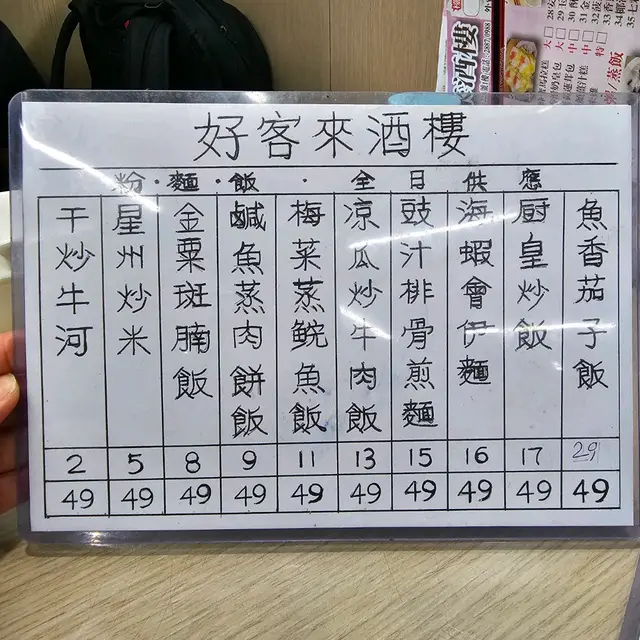 好客來酒樓
粉·麵·飯·全日供應
干炒牛河
星州炒米
金粟斑腩飯
鹹魚蒸肉餅飯
梅菜蒸鯇魚飯
凉瓜炒牛肉飯
豉汁排骨煎麵
海蝦會伊麵
厨皇炒飯
魚香茄子飯
2 5 8 9 11 13 15 16 17 29
49 49 49 49 49 49 49 49 49 49
酒樓